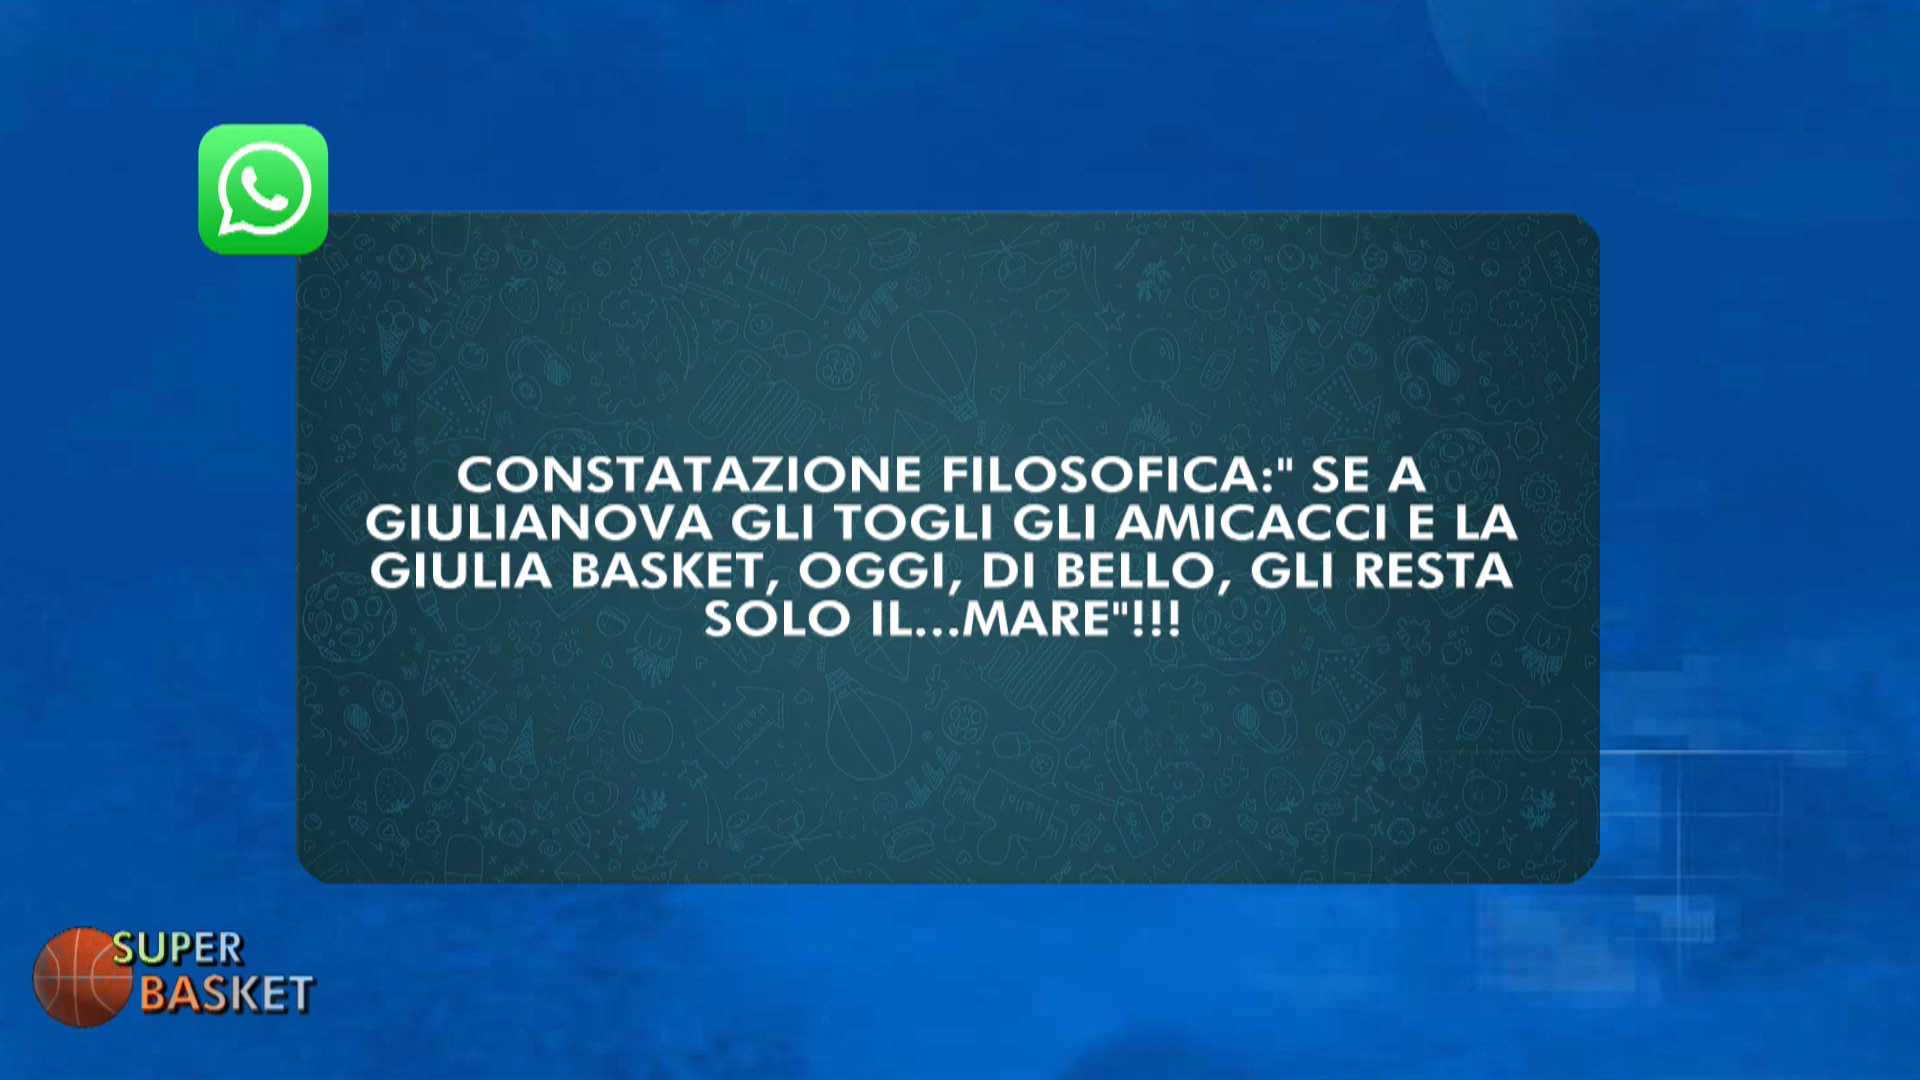 CONSTATAZIONE FILOSOFICA:" SE A
GIULIANOVA GLI TOGLI GLI AMICACCI E LA
GIULIA BASKET, OGGI, DI BELLO, GLI RESTA
SOLO IL...MARE"!!!
SUPER
BASKET